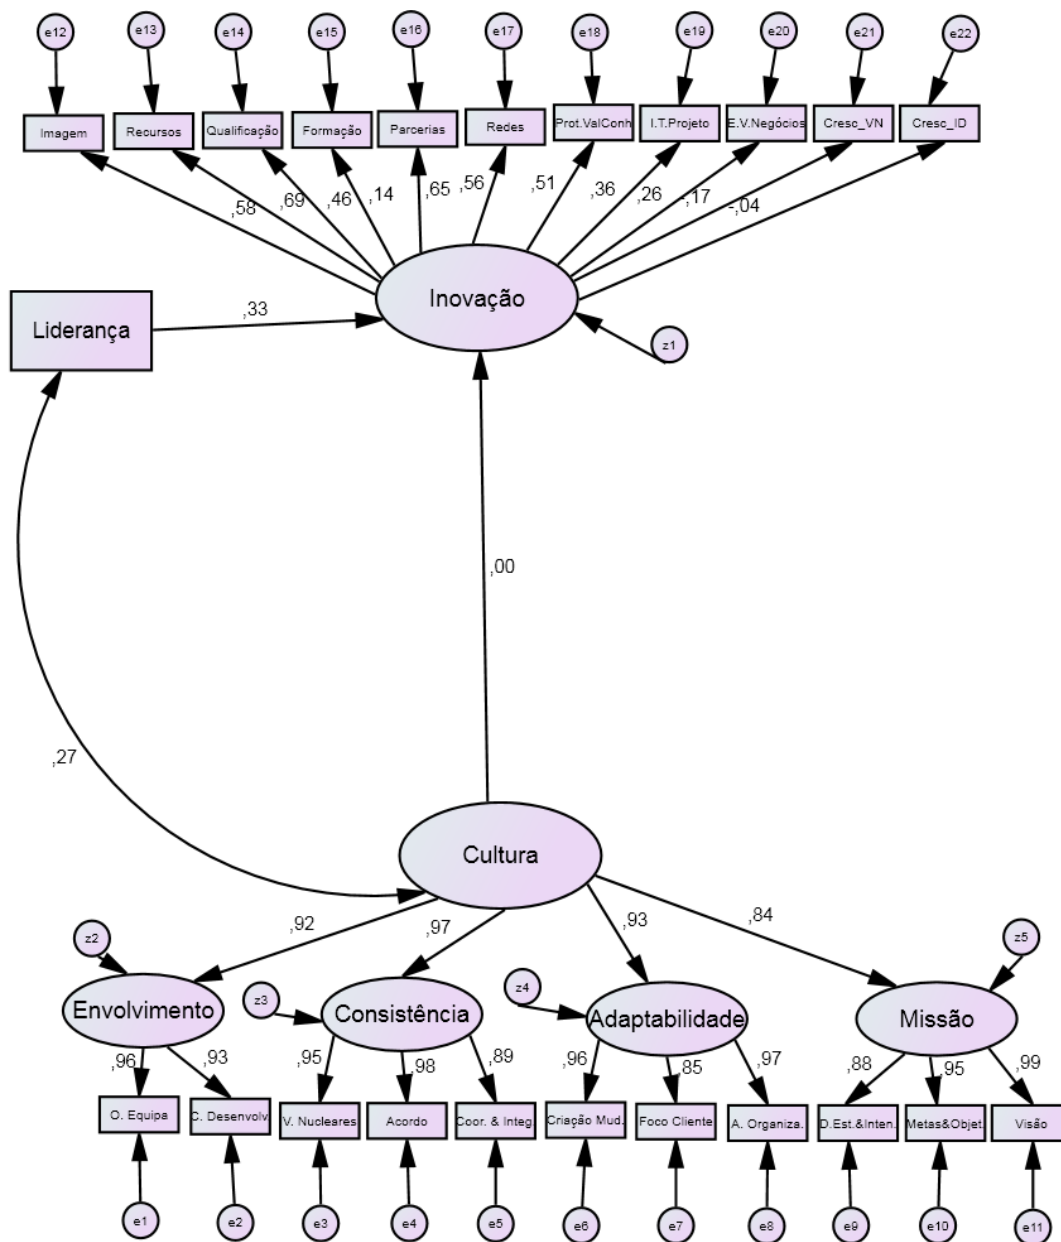 e12 e13 e14 e15 e16 e17 e18 e19 e20 e21 e22
Imagem Recursos Qualificação Formação Parcerias Redes Prot.ValConh I.T.Projeto E.V.Negócios Cresc_VN Cresc_ID
,58 ,69 ,46 ,14 ,65 ,56 ,51 ,36 ,26 -,17 -,04
Inovação
Liderança
,33
z1
,00
,27
Cultura
,92 ,97 ,93 ,84
z2 z3 z4 z5
Envolvimento Consistência Adaptabilidade Missão
,96 ,93 ,95 ,98 ,89 ,96 ,85 ,97 ,88 ,95 ,99
O. Equipa C. Desenvolv. V. Nucleares Acordo Coor. & Integ. Criação Mud. Foco Cliente A. Organiza. D.Est.&Inten. Metas&Objet. Visão
e1 e2 e3 e4 e5 e6 e7 e8 e9 e10 e11